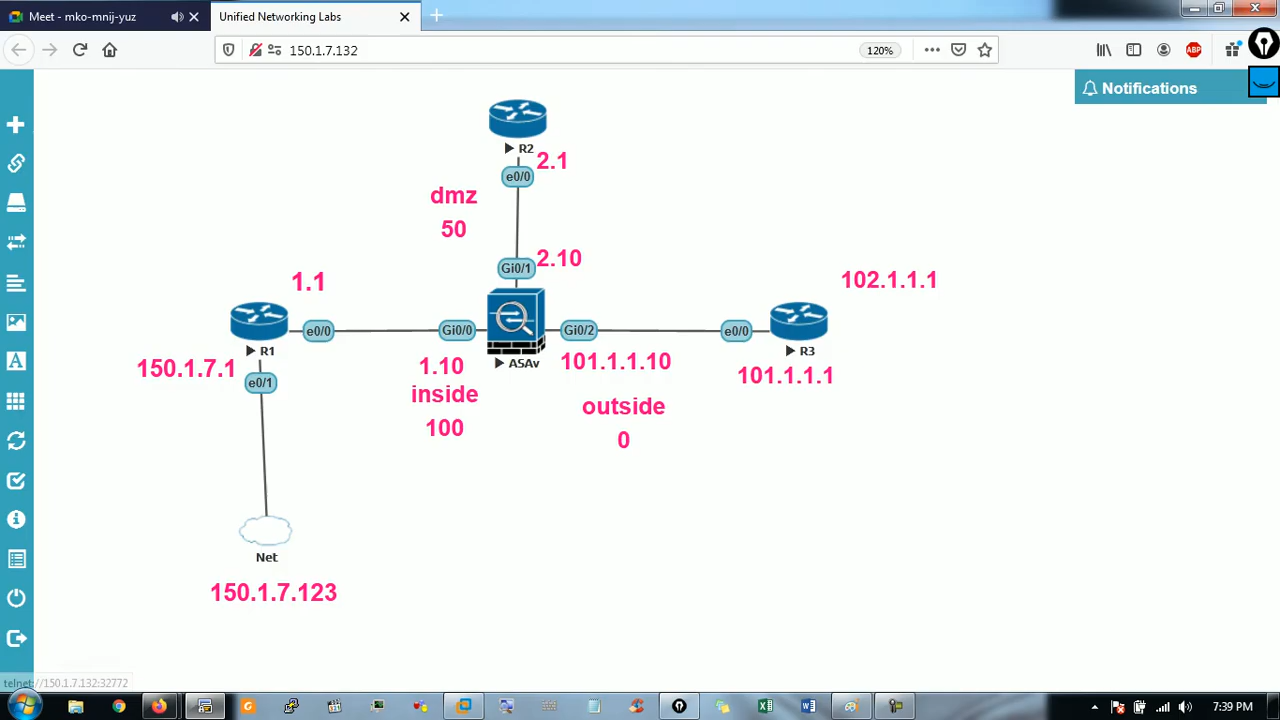 Meet - mko-mnij-yuz
Unified Networking Labs
150.1.7.132
120%
ABP
Notifications
R2
2.1
e0/0
dmz
50
2.10
Gi0/1
1.1
102.1.1.1
e0/0
Gi0/0
Gi0/2
e0/0
R1
ASAv
R3
150.1.7.1
1.10
101.1.1.10
101.1.1.1
e0/1
inside
outside
100
0
Net
150.1.7.123
telnet://150.1.7.132:32772
7:39 PM